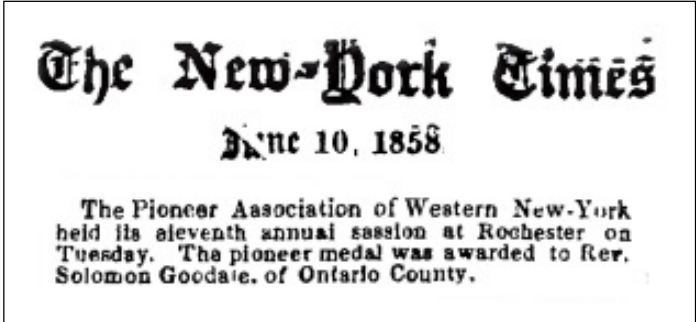 The New-York Times
June 10, 1858
The Pioneer Association of Western New-York
held its eleventh annual session at Rochester on
Tuesday. The pioneer medal was awarded to Rev.
Solomon Goodale, of Ontario County.